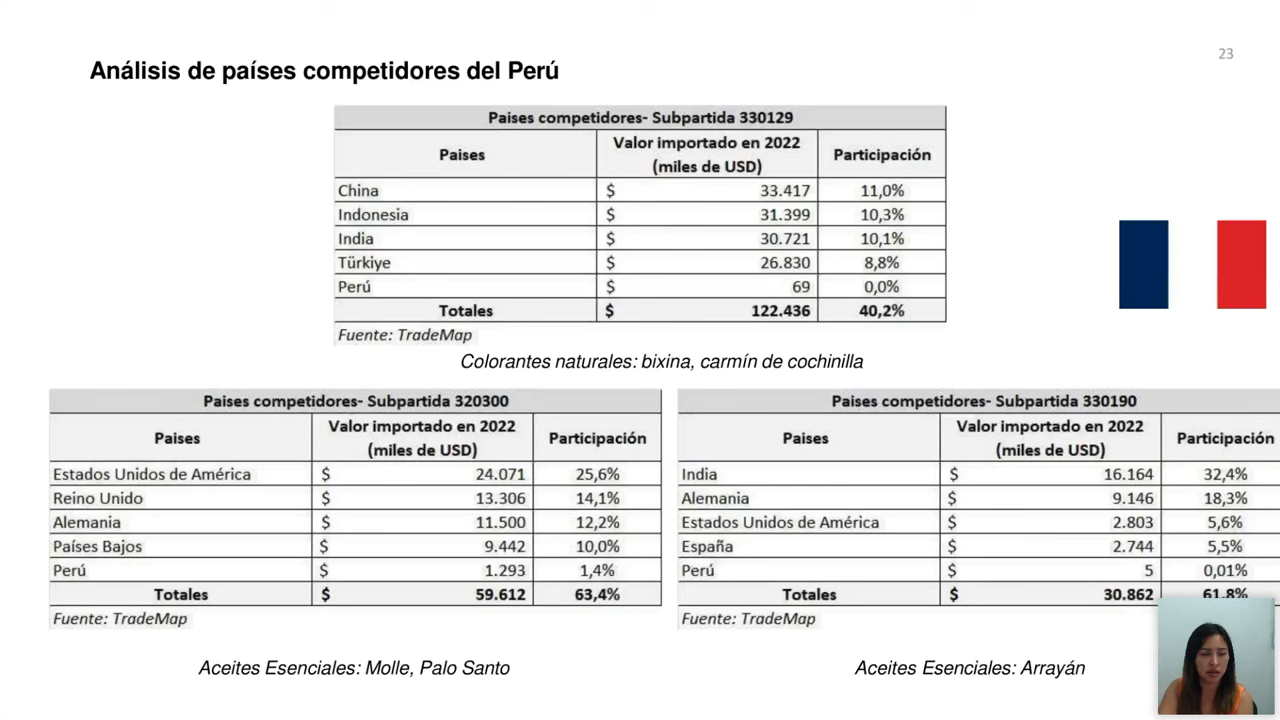 23
Análisis de países competidores del Perú
Paises competidores- Subpartida 330129
Paises | Valor importado en 2022 (miles de USD) | Participación
China $ 33.417 11,0%
Indonesia $ 31.399 10,3%
India $ 30.721 10,1%
Türkiye $ 26.830 8,8%
Perú $ 69 0,0%
Totales $ 122.436 40,2%
Fuente: TradeMap
Colorantes naturales: bixina, carmín de cochinilla
Paises competidores- Subpartida 320300
Paises | Valor importado en 2022 (miles de USD) | Participación
Estados Unidos de América $ 24.071 25,6%
Reino Unido $ 13.306 14,1%
Alemania $ 11.500 12,2%
Países Bajos $ 9.442 10,0%
Perú $ 1.293 1,4%
Totales $ 59.612 63,4%
Fuente: TradeMap
Aceites Esenciales: Molle, Palo Santo
Paises competidores- Subpartida 330190
Paises | Valor importado en 2022 (miles de USD) | Participación
India $ 16.164 32,4%
Alemania $ 9.146 18,3%
Estados Unidos de América $ 2.803 5,6%
España $ 2.744 5,5%
Perú $ 5 0,01%
Totales $ 30.862 61,8%
Fuente: TradeMap
Aceites Esenciales: Arrayán